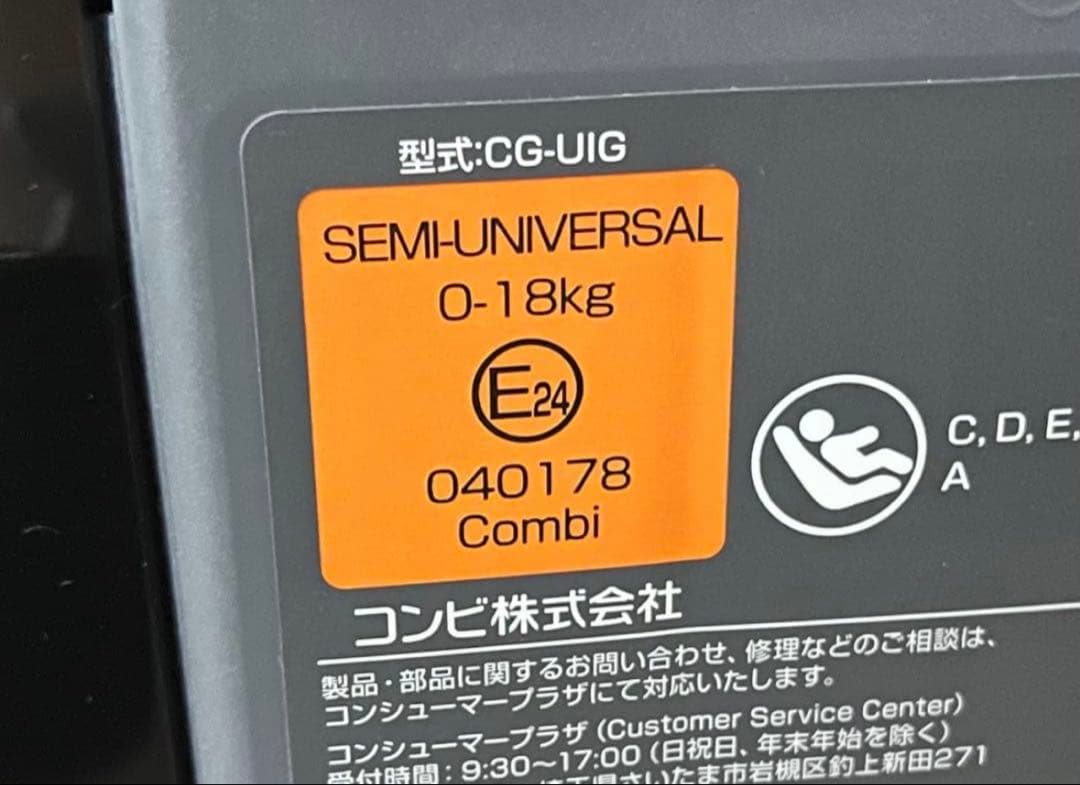 型式:CG-UIG
SEMI-UNIVERSAL
0-18kg
E24
040178
Combi
C, D, E,
A
コンビ株式会社
製品・部品に関するお問い合わせ、修理などのご相談は、
コンシューマープラザにて対応いたします。
コンシューマープラザ (Customer Service Center)
受付時間:9:30〜17:00 (日祝日、年末年始を除く)
さいたま市岩槻区釣上新田271